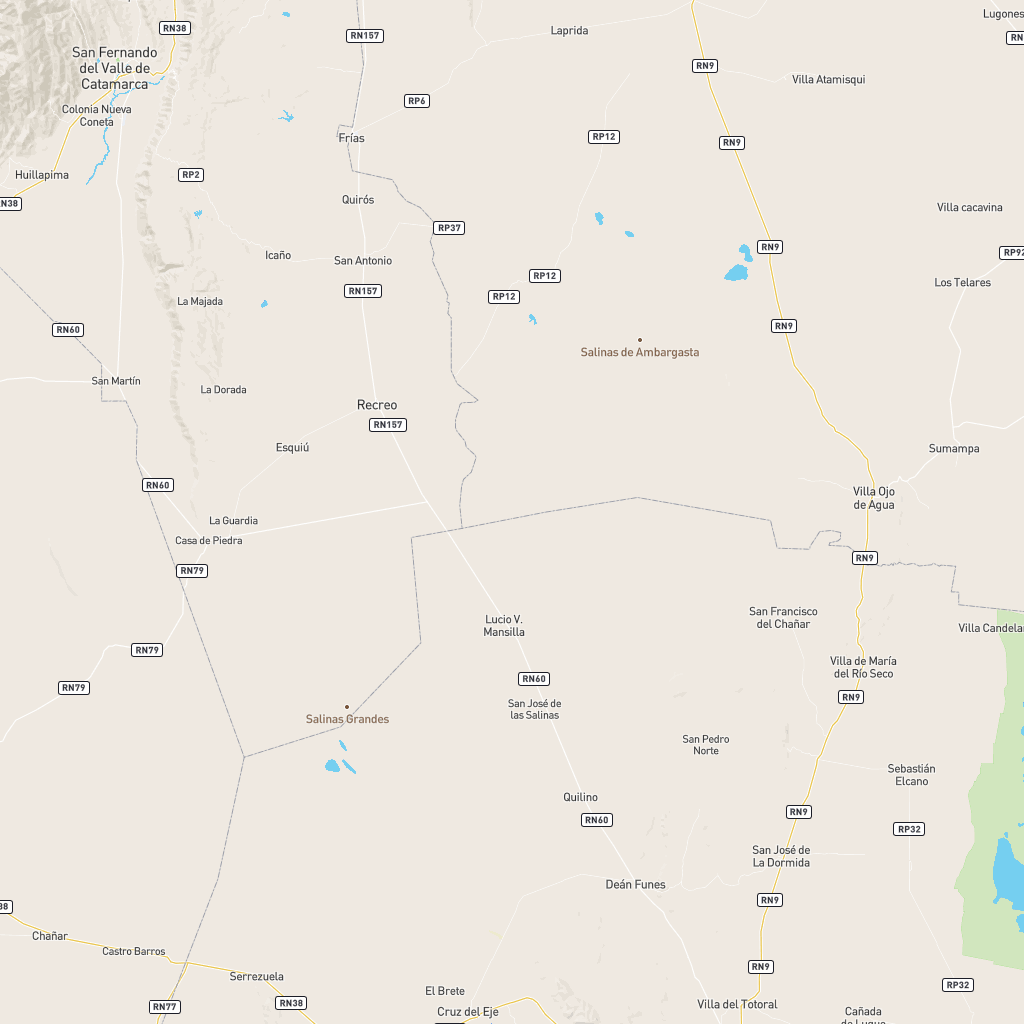 Lugones
RN38
RN157
Laprida
RN
San Fernando
del Valle de
Catamarca
RN9
Villa Atamisqui
RP6
Colonia Nueva
Coneta
Frías
RP12
RN9
Huillapima
RP2
N38
Quirós
Villa cacavina
RP37
RN9
RP92
Icaño
San Antonio
RP12
Los Telares
RN157
RP12
La Majada
RN60
RN9
Salinas de Ambargasta
San Martín
La Dorada
Recreo
RN157
Esquiú
Sumampa
RN60
Villa Ojo
de Agua
La Guardia
Casa de Piedra
RN9
RN79
San Francisco
del Chañar
Lucio V.
Mansilla
Villa Candelar
RN79
Villa de María
del Río Seco
RN60
RN79
RN9
San José de
las Salinas
Salinas Grandes
San Pedro
Norte
Sebastián
Elcano
Quilino
RN9
RN60
RP32
San José de
La Dormida
Deán Funes
RN9
38
Chañar
Castro Barros
RN9
Serrezuela
RP32
El Brete
RN38
RN77
Villa del Totoral
Cruz del Eje
Cañada
de Luque